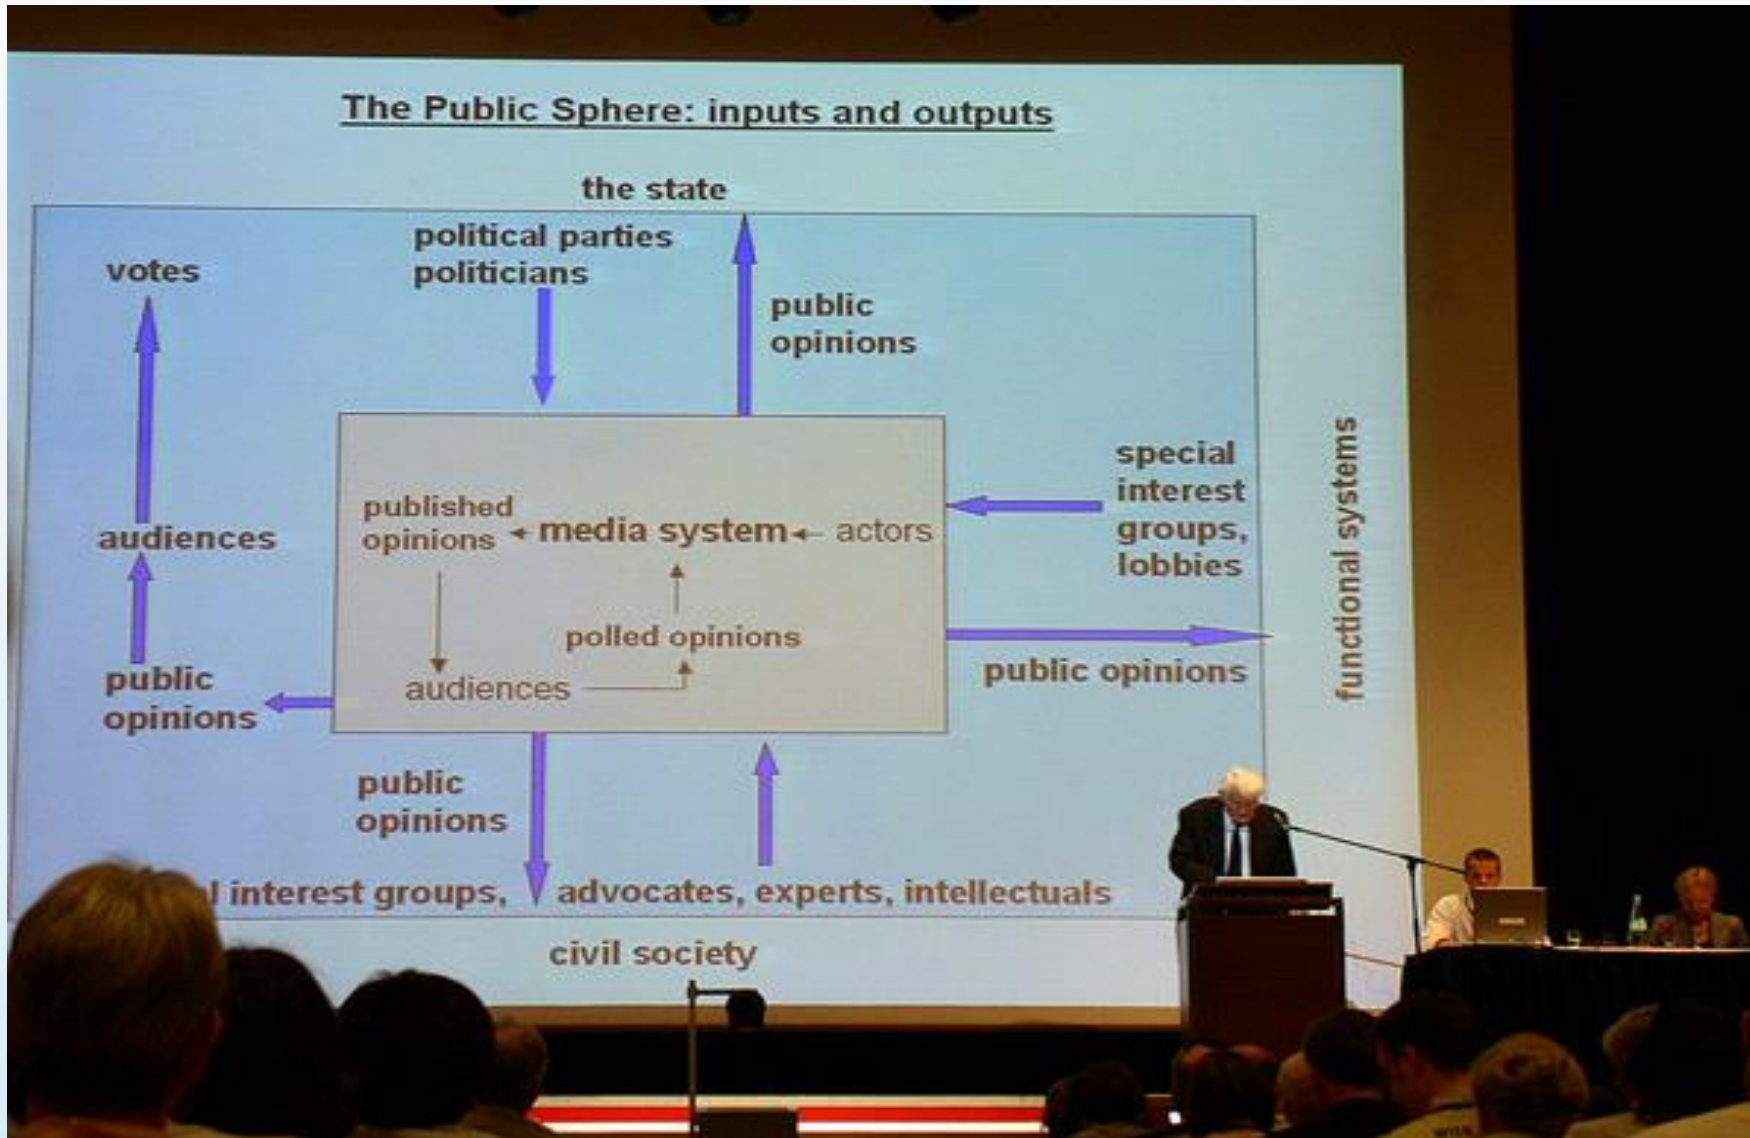 The Public Sphere: inputs and outputs
the state
political parties
politicians
votes
public
opinions
special
interest
groups,
lobbies
published
opinions
media system
actors
audiences
polled opinions
audiences
public opinions
public
opinions
public
opinions
interest groups,
advocates, experts, intellectuals
civil society
functional systems